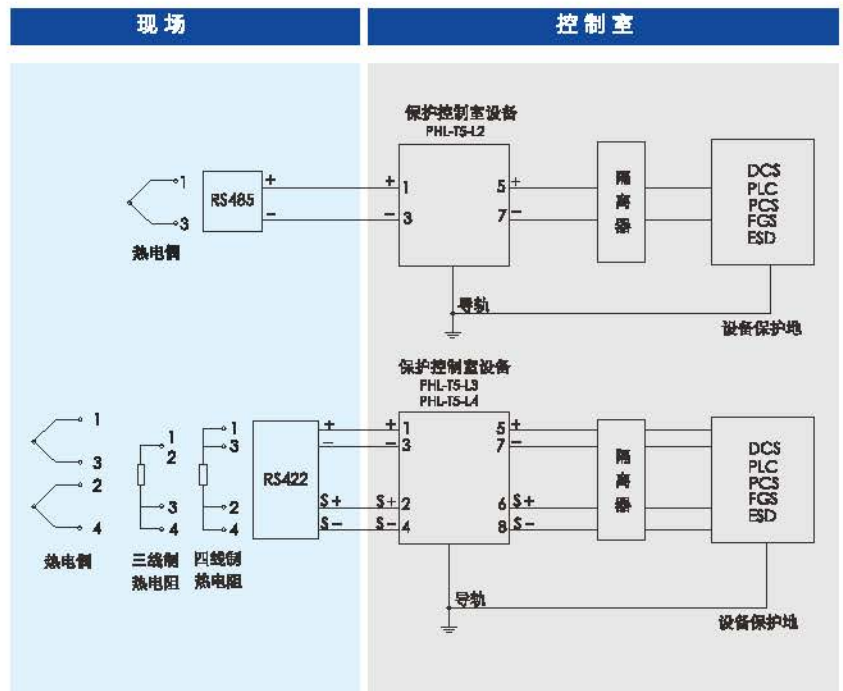 现场
控制室
保护控制室设备
PHL-T5-L2
1
3
热电偶
RS485
+
−
+
−
1
3
5
7
+
−
隔离器
DCS
PLC
PCS
FGS
ESD
导轨
设备保护地
保护控制室设备
PHL-T5-L3
PHL-T5-L4
1
3
2
4
热电偶
1
2
3
4
三线制
热电阻
1
3
2
4
四线制
热电阻
RS422
+
−
S+
S−
+
−
S+
S−
1
3
2
4
5
7
6
8
+
−
S+
S−
隔离器
DCS
PLC
PCS
FGS
ESD
导轨
设备保护地